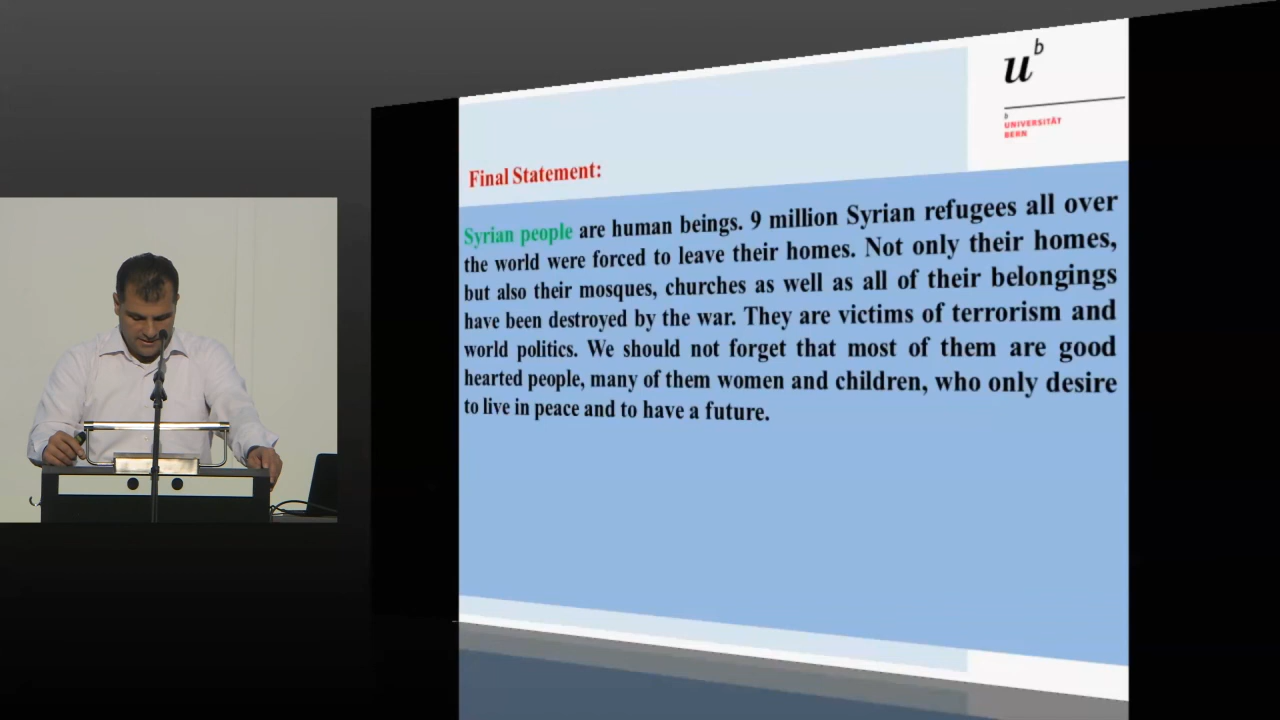 u^b
b
UNIVERSITÄT
BERN
Final Statement:
Syrian people are human beings. 9 million Syrian refugees all over
the world were forced to leave their homes. Not only their homes,
but also their mosques, churches as well as all of their belongings
have been destroyed by the war. They are victims of terrorism and
world politics. We should not forget that most of them are good
hearted people, many of them women and children, who only desire
to live in peace and to have a future.